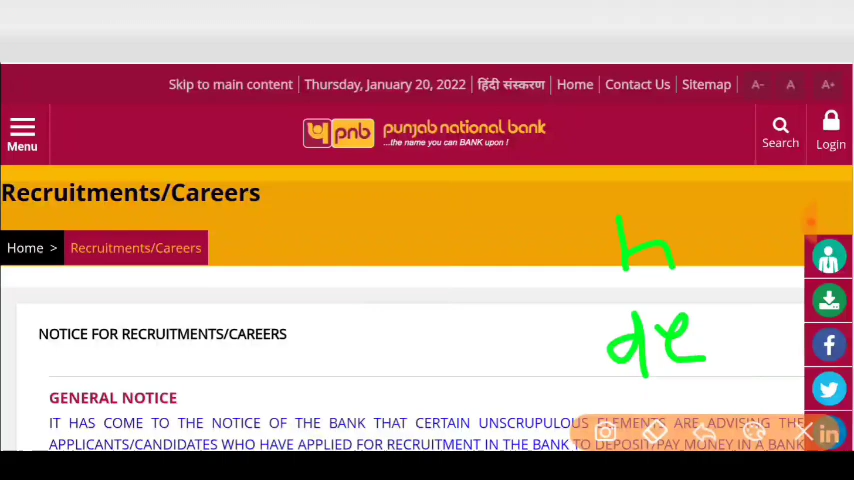 Skip to main content Thursday, January 20, 2022 हिंदी संस्करण Home Contact Us Sitemap A- A A+
Menu
पी pnb punjab national bank
...the name you can BANK upon !
Search
Login
Recruitments/Careers
Home > Recruitments/Careers
h
de
NOTICE FOR RECRUITMENTS/CAREERS
GENERAL NOTICE
IT HAS COME TO THE NOTICE OF THE BANK THAT CERTAIN UNSCRUPULOUS ELEMENTS ARE ADVISING THE
APPLICANTS/CANDIDATES WHO HAVE APPLIED FOR RECRUITMENT IN THE BANK TO DEPOSIT/PAY MONEY IN A BANK